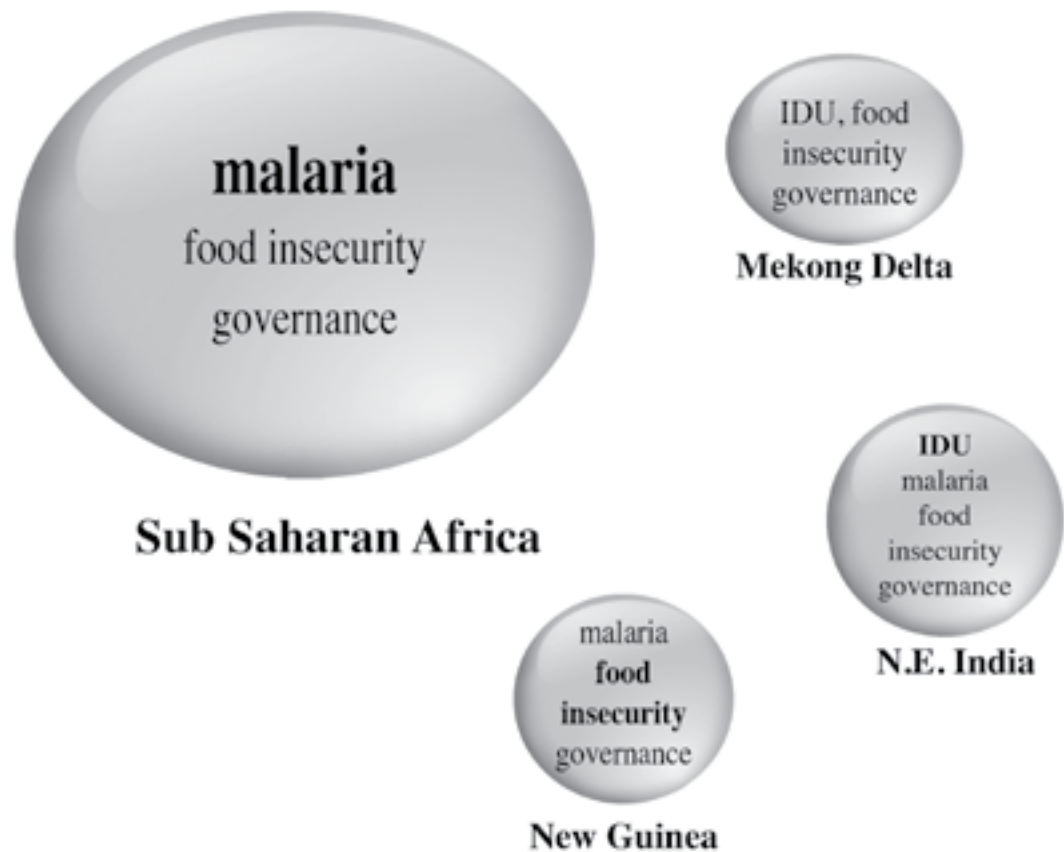 malaria
food insecurity
governance
Sub Saharan Africa
IDU, food
insecurity
governance
Mekong Delta
IDU
malaria
food
insecurity
governance
N.E. India
malaria
food
insecurity
governance
New Guinea